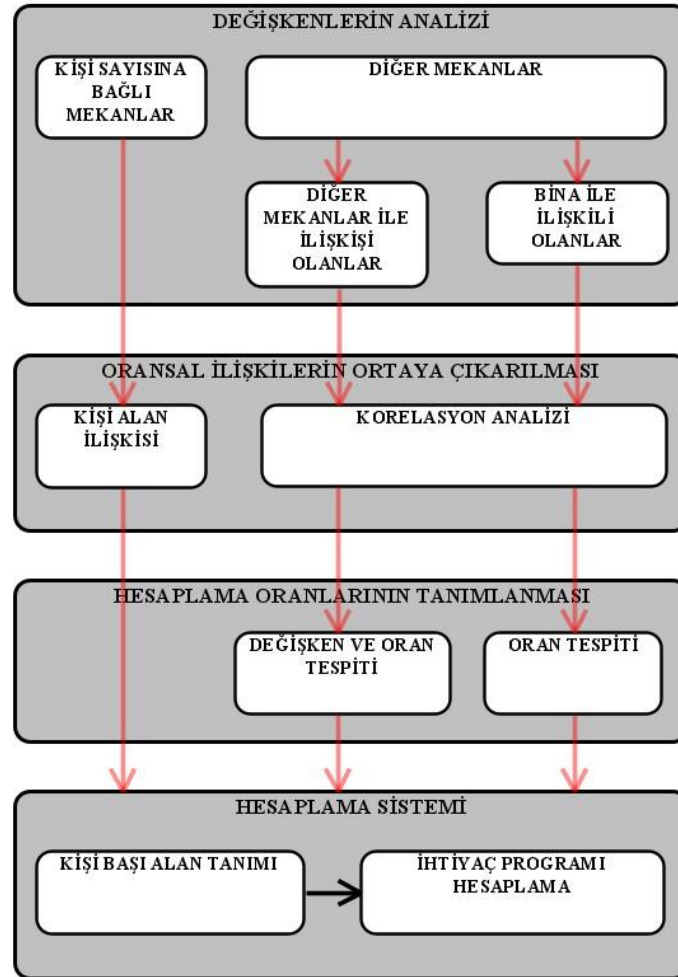 DEĞİŞKENLERİN ANALİZİ
KİŞİ SAYISINA
BAĞLI
MEKANLAR
DİĞER MEKANLAR
DİĞER
MEKANLAR İLE
İLİŞKİŞİ
OLANLAR
BİNA İLE
İLİŞKİLİ
OLANLAR
ORANSAL İLİŞKİLERİN ORTAYA ÇIKARILMASI
KİŞİ ALAN
İLİŞKİSİ
KORELASYON ANALİZİ
HESAPLAMA ORANLARININ TANIMLANMASI
DEĞİŞKEN VE ORAN
TESPİTİ
ORAN TESPİTİ
HESAPLAMA SİSTEMİ
KİŞİ BAŞI ALAN TANIMI
İHTİYAÇ PROGRAMI
HESAPLAMA